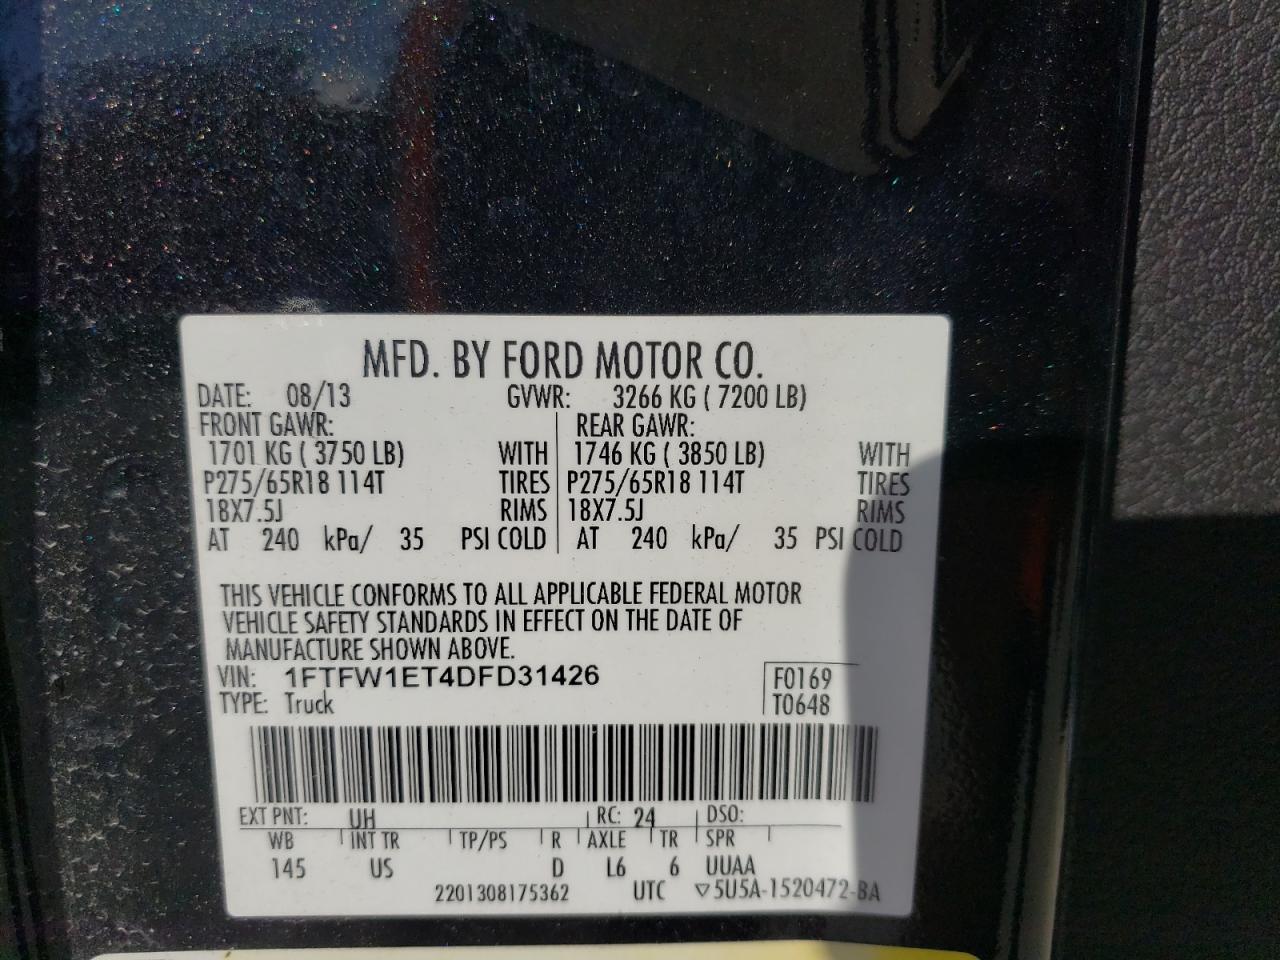 MFD. BY FORD MOTOR CO.
DATE: 08/13 GVWR: 3266 KG ( 7200 LB)
FRONT GAWR: REAR GAWR:
1701 KG ( 3750 LB) WITH 1746 KG ( 3850 LB) WITH
P275/65R18 114T TIRES P275/65R18 114T TIRES
18X7.5J RIMS 18X7.5J RIMS
AT 240 kPa/ 35 PSI COLD AT 240 kPa/ 35 PSI COLD
THIS VEHICLE CONFORMS TO ALL APPLICABLE FEDERAL MOTOR
VEHICLE SAFETY STANDARDS IN EFFECT ON THE DATE OF
MANUFACTURE SHOWN ABOVE.
VIN: 1FTFW1ET4DFD31426 F0169
TYPE: Truck T0648
EXT PNT: UH RC: 24 DSO:
WB INT TR TP/PS R AXLE TR SPR
145 US D L6 6 UUAA
2201308175362 UTC ▽5U5A-1520472-BA